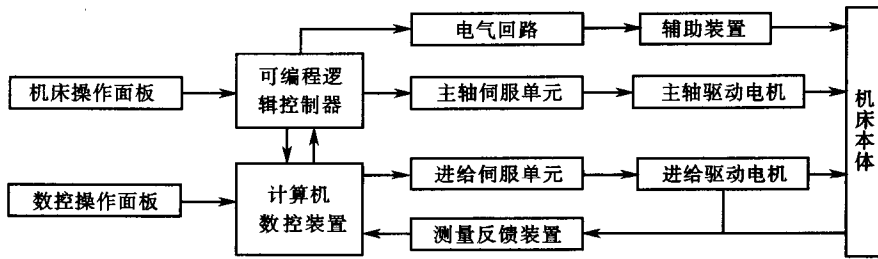 电气回路
辅助装置
机床操作面板
可编程逻
辑控制器
主轴伺服单元
主轴驱动电机
机床本体
数控操作面板
计算机
数控装置
进给伺服单元
进给驱动电机
测量反馈装置